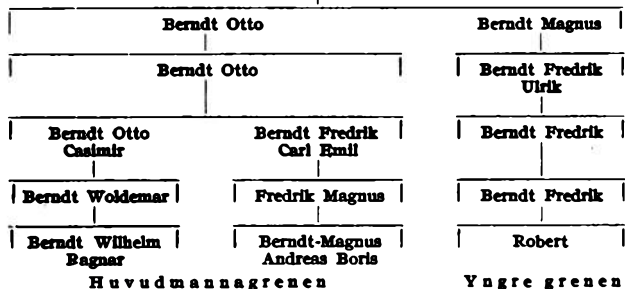 Berndt Otto Berndt Magnus
Berndt Otto Berndt Fredrik
Ulrik
Berndt Otto Berndt Fredrik Berndt Fredrik
Casimir Carl Emil
Berndt Woldemar Fredrik Magnus Berndt Fredrik
Berndt Wilhelm Berndt-Magnus Robert
Ragnar Andreas Boris
Huvudmannagrenen Yngre grenen